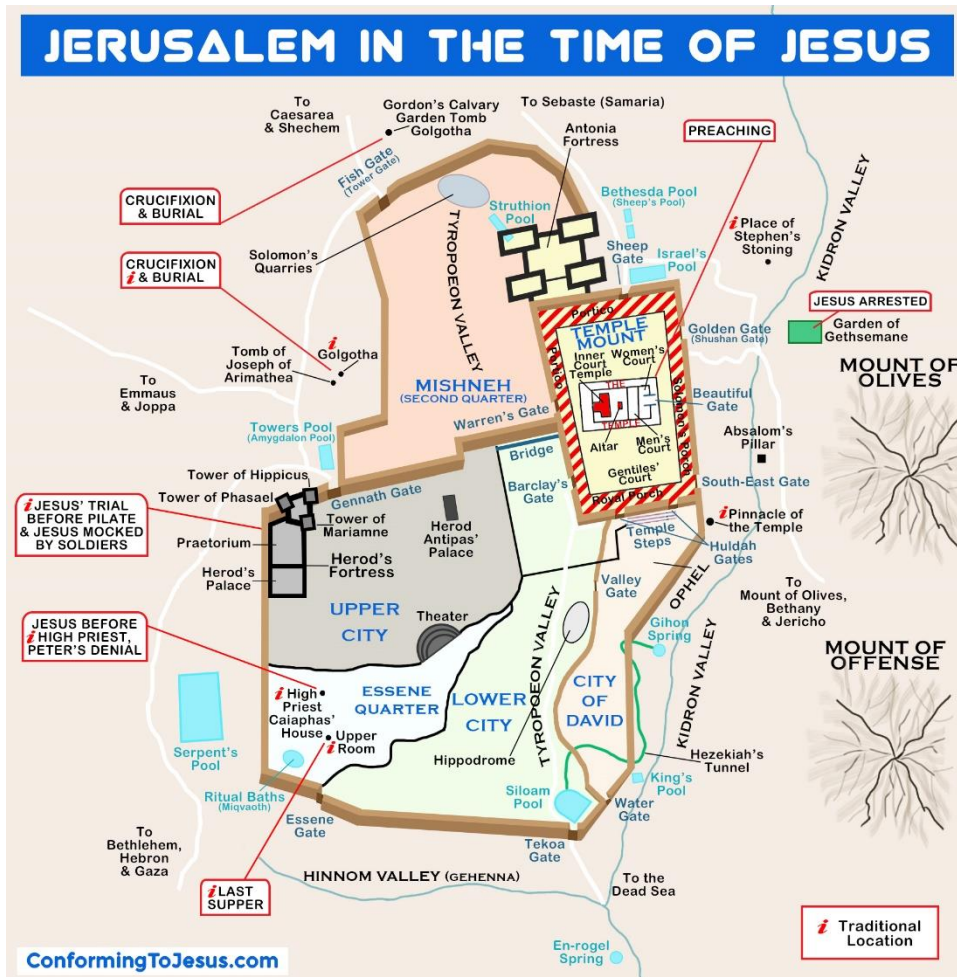 JERUSALEM IN THE TIME OF JESUS
To
Caesarea
& Shechem
Gordon's Calvary
Garden Tomb
Golgotha
To Sebaste (Samaria)
Antonia
Fortress
PREACHING
Fish Gate
(Tower Gate)
CRUCIFIXION
& BURIAL
Solomon's
Quarries
TYROPOEON VALLEY
Struthion
Pool
Bethesda Pool
(Sheep's Pool)
Sheep
Gate
Israel's
Pool
i Place of
Stephen's
Stoning
KIDRON VALLEY
CRUCIFIXION
i & BURIAL
JESUS ARRESTED
Garden of
Gethsemane
Golden Gate
(Shushan Gate)
MOUNT OF
OLIVES
i
Golgotha
Tomb of
Joseph of
Arimathea
To
Emmaus
& Joppa
MISHNEH
(SECOND QUARTER)
Portico
Portico
TEMPLE
MOUNT
Inner
Court
Women's
Court
Temple
THE
TEMPLE
Altar
Men's
Court
Gentiles'
Court
Royal Porch
Solomon's Porch
Beautiful
Gate
Absalom's
Pillar
Warren's Gate
Towers Pool
(Amygdalon Pool)
Bridge
Barclay's
Gate
South-East Gate
Tower of Hippicus
Tower of Phasael
Gennath Gate
Tower of
Mariamne
Herod
Antipas'
Palace
i JESUS' TRIAL
BEFORE PILATE
& JESUS MOCKED
BY SOLDIERS
Praetorium
Herod's
Fortress
Herod's
Palace
i Pinnacle of
the Temple
Temple
Steps
Huldah
Gates
Valley
Gate
OPHEL
To
Mount of Olives,
Bethany
& Jericho
UPPER
CITY
Theater
Gihon
Spring
JESUS BEFORE
i HIGH PRIEST,
PETER'S DENIAL
MOUNT OF
OFFENSE
i High
Priest
Caiaphas'
House
ESSENE
QUARTER
LOWER
CITY
TYROPOEON VALLEY
CITY
OF
DAVID
KIDRON VALLEY
Upper
i Room
Serpent's
Pool
Hippodrome
Hezekiah's
Tunnel
Ritual Baths
(Miqvaoth)
Siloam
Pool
King's
Pool
Water
Gate
Essene
Gate
Tekoa
Gate
To
Bethlehem,
Hebron
& Gaza
HINNOM VALLEY (GEHENNA)
To the
Dead Sea
i LAST
SUPPER
i Traditional
Location
En-rogel
Spring
ConformingToJesus.com